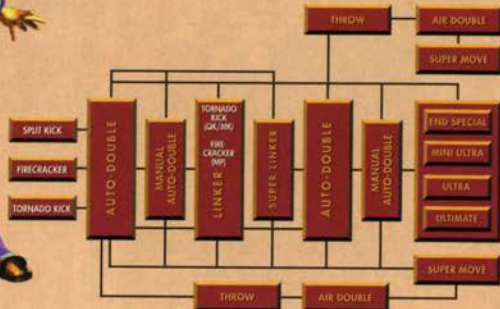 THROW
AIR DOUBLE
SUPER MOVE
SPLIT KICK
FIRECRACKER
TORNADO KICK
AUTO-DOUBLE
MANUAL
AUTO-DOUBLE
TORNADO
KICK
(QK/MK)
FIRE-
CRACKER
(MP)
LINKER
SUPER LINKER
AUTO-DOUBLE
MANUAL
AUTO-DOUBLE
END SPECIAL
MINI ULTRA
ULTRA
ULTIMATE
SUPER MOVE
THROW
AIR DOUBLE